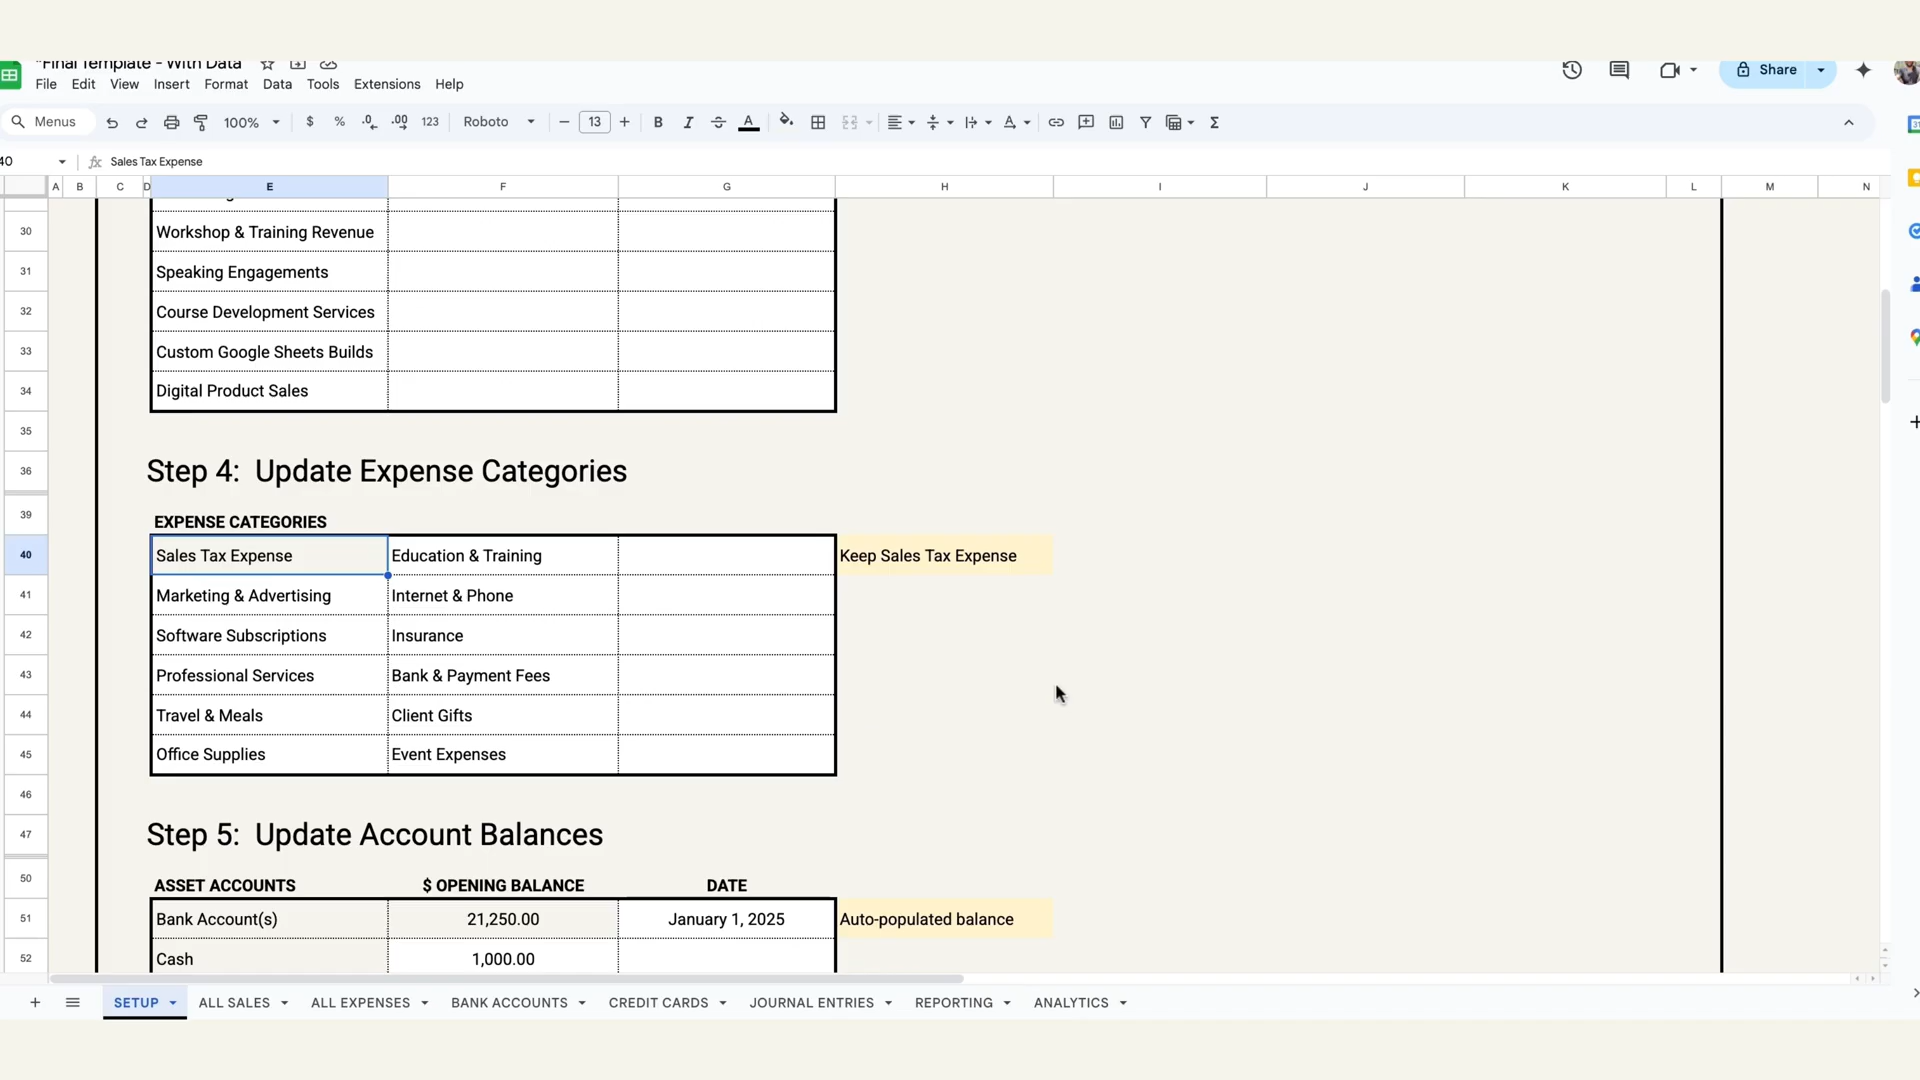 "Final Template - With Data
File Edit View Insert Format Data Tools Extensions Help
Share
Menus 100% $ % .0 .00 123 Roboto 13 B I A
40 fx Sales Tax Expense
A B C D E F G H I J K L M N
30 Workshop & Training Revenue
31 Speaking Engagements
32 Course Development Services
33 Custom Google Sheets Builds
34 Digital Product Sales
35
36 Step 4: Update Expense Categories
39 EXPENSE CATEGORIES
40 Sales Tax Expense Education & Training Keep Sales Tax Expense
41 Marketing & Advertising Internet & Phone
42 Software Subscriptions Insurance
43 Professional Services Bank & Payment Fees
44 Travel & Meals Client Gifts
45 Office Supplies Event Expenses
46
47 Step 5: Update Account Balances
50 ASSET ACCOUNTS $ OPENING BALANCE DATE
51 Bank Account(s) 21,250.00 January 1, 2025 Auto-populated balance
52 Cash 1,000.00
SETUP ALL SALES ALL EXPENSES BANK ACCOUNTS CREDIT CARDS JOURNAL ENTRIES REPORTING ANALYTICS